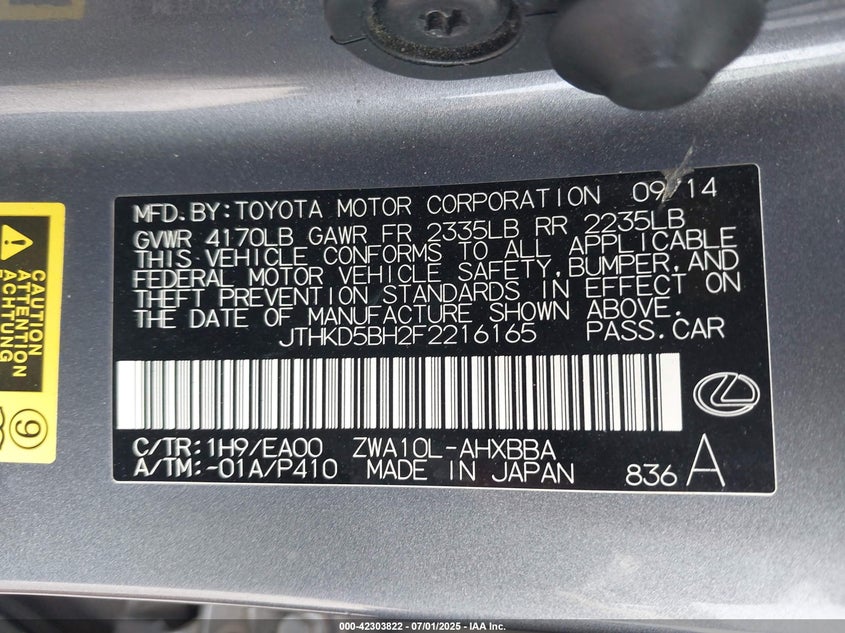 MFD.BY:TOYOTA MOTOR CORPORATION 09/14
GVWR 4170LB GAWR FR 2335LB RR 2235LB
THIS VEHICLE CONFORMS TO ALL APPLICABLE
FEDERAL MOTOR VEHICLE SAFETY,BUMPER,AND
THEFT PREVENTION STANDARDS IN EFFECT ON
THE DATE OF MANUFACTURE SHOWN ABOVE.
JTHKD5BH2F2216165 PASS.CAR
C/TR:1H9/EA00 ZWA10L-AHXBBA
A/TM:-01A/P410 MADE IN JAPAN 836 A
CAUTION
ATTENTION
ACHTUNG
9
000-42303822 - 07/01/2025 - IAA Inc.